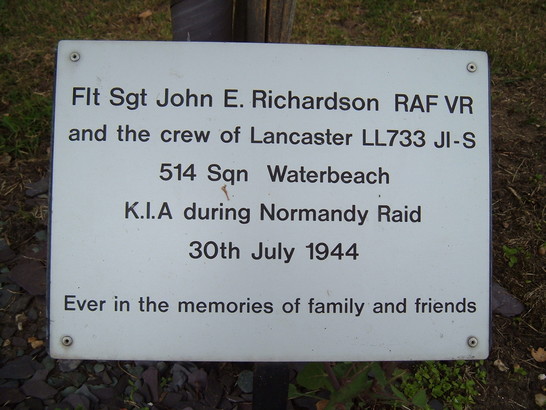 Flt Sgt John E. Richardson RAF VR
and the crew of Lancaster LL733 JI-S
514 Sqn Waterbeach
K.I.A during Normandy Raid
30th July 1944
Ever in the memories of family and friends